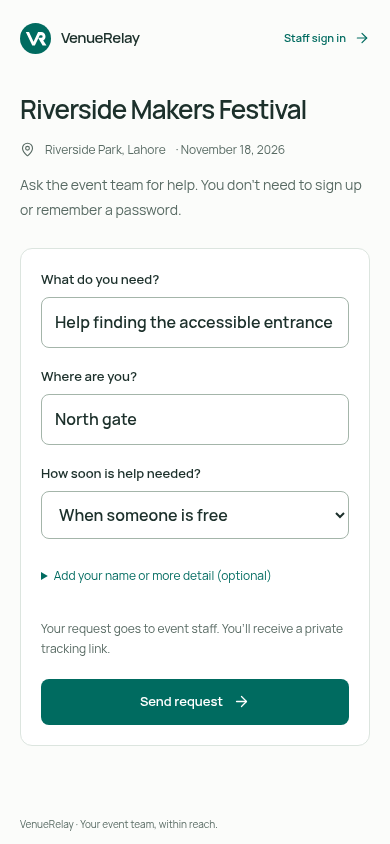 VR VenueRelay
Staff sign in
Riverside Makers Festival
Riverside Park, Lahore · November 18, 2026
Ask the event team for help. You don't need to sign up
or remember a password.
What do you need?
Help finding the accessible entrance
Where are you?
North gate
How soon is help needed?
When someone is free
Add your name or more detail (optional)
Your request goes to event staff. You'll receive a private
tracking link.
Send request
VenueRelay · Your event team, within reach.